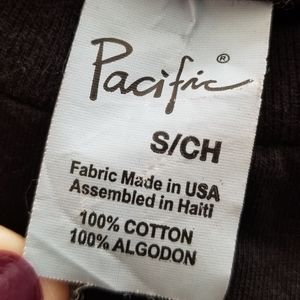 Pacific®
S/CH
Fabric Made in USA
Assembled in Haiti
100% COTTON
100% ALGODON